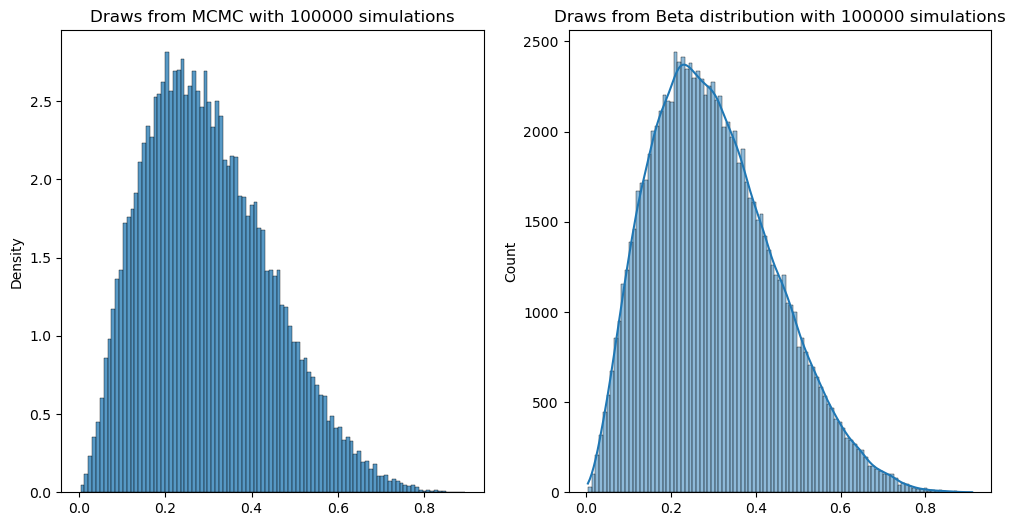 Draws from MCMC with 100000 simulations
Density
2.5
2.0
1.5
1.0
0.5
0.0
0.0 0.2 0.4 0.6 0.8
Draws from Beta distribution with 100000 simulations
Count
2500
2000
1500
1000
500
0
0.0 0.2 0.4 0.6 0.8